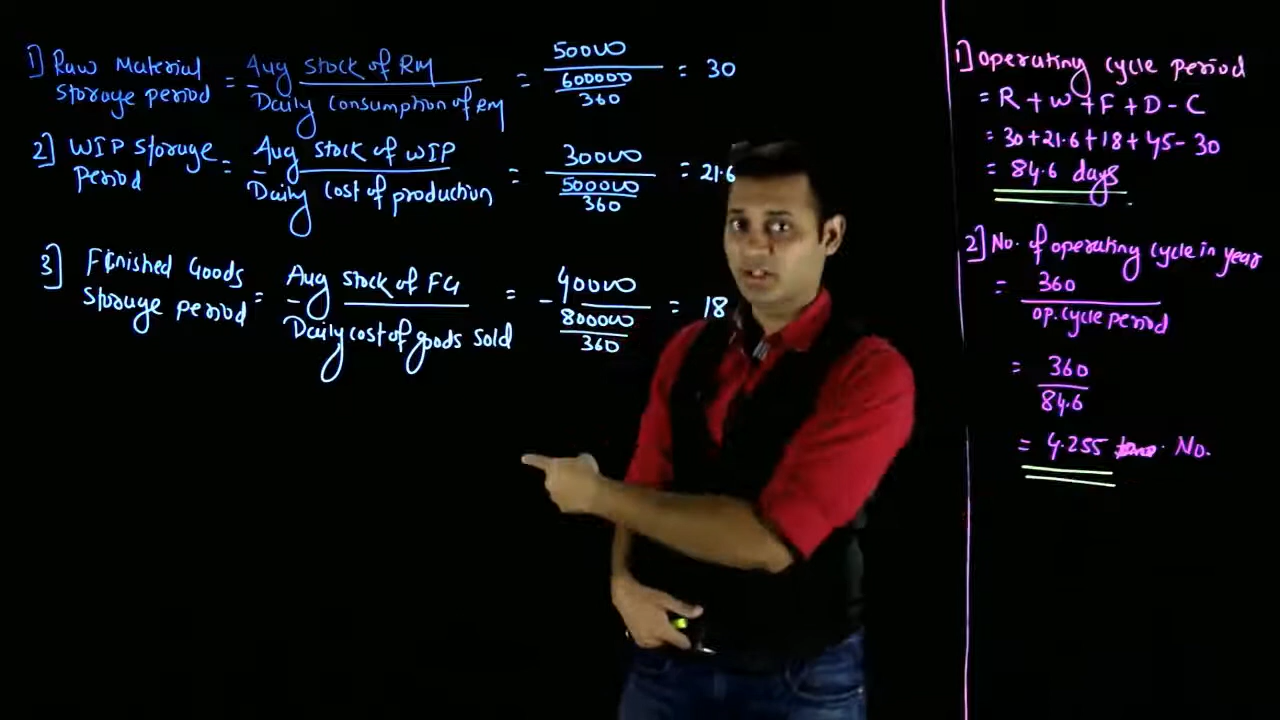 1] Raw Material storage period = Avg stock of RM / Daily consumption of RM = 50000 / 600000/360 = 30
2] WIP storage period = Avg stock of WIP / Daily cost of production = 30000 / 500000/360 = 21.6
3] Finished Goods storage period = Avg stock of FG / Daily cost of goods sold = 40000 / 800000/360 = 18
1] Operating cycle period
= R + W + F + D - C
= 30 + 21.6 + 18 + 45 - 30
= 84.6 days
2] No. of operating cycle in year
= 360 / op. cycle period
= 360 / 84.6
= 4.255 No.